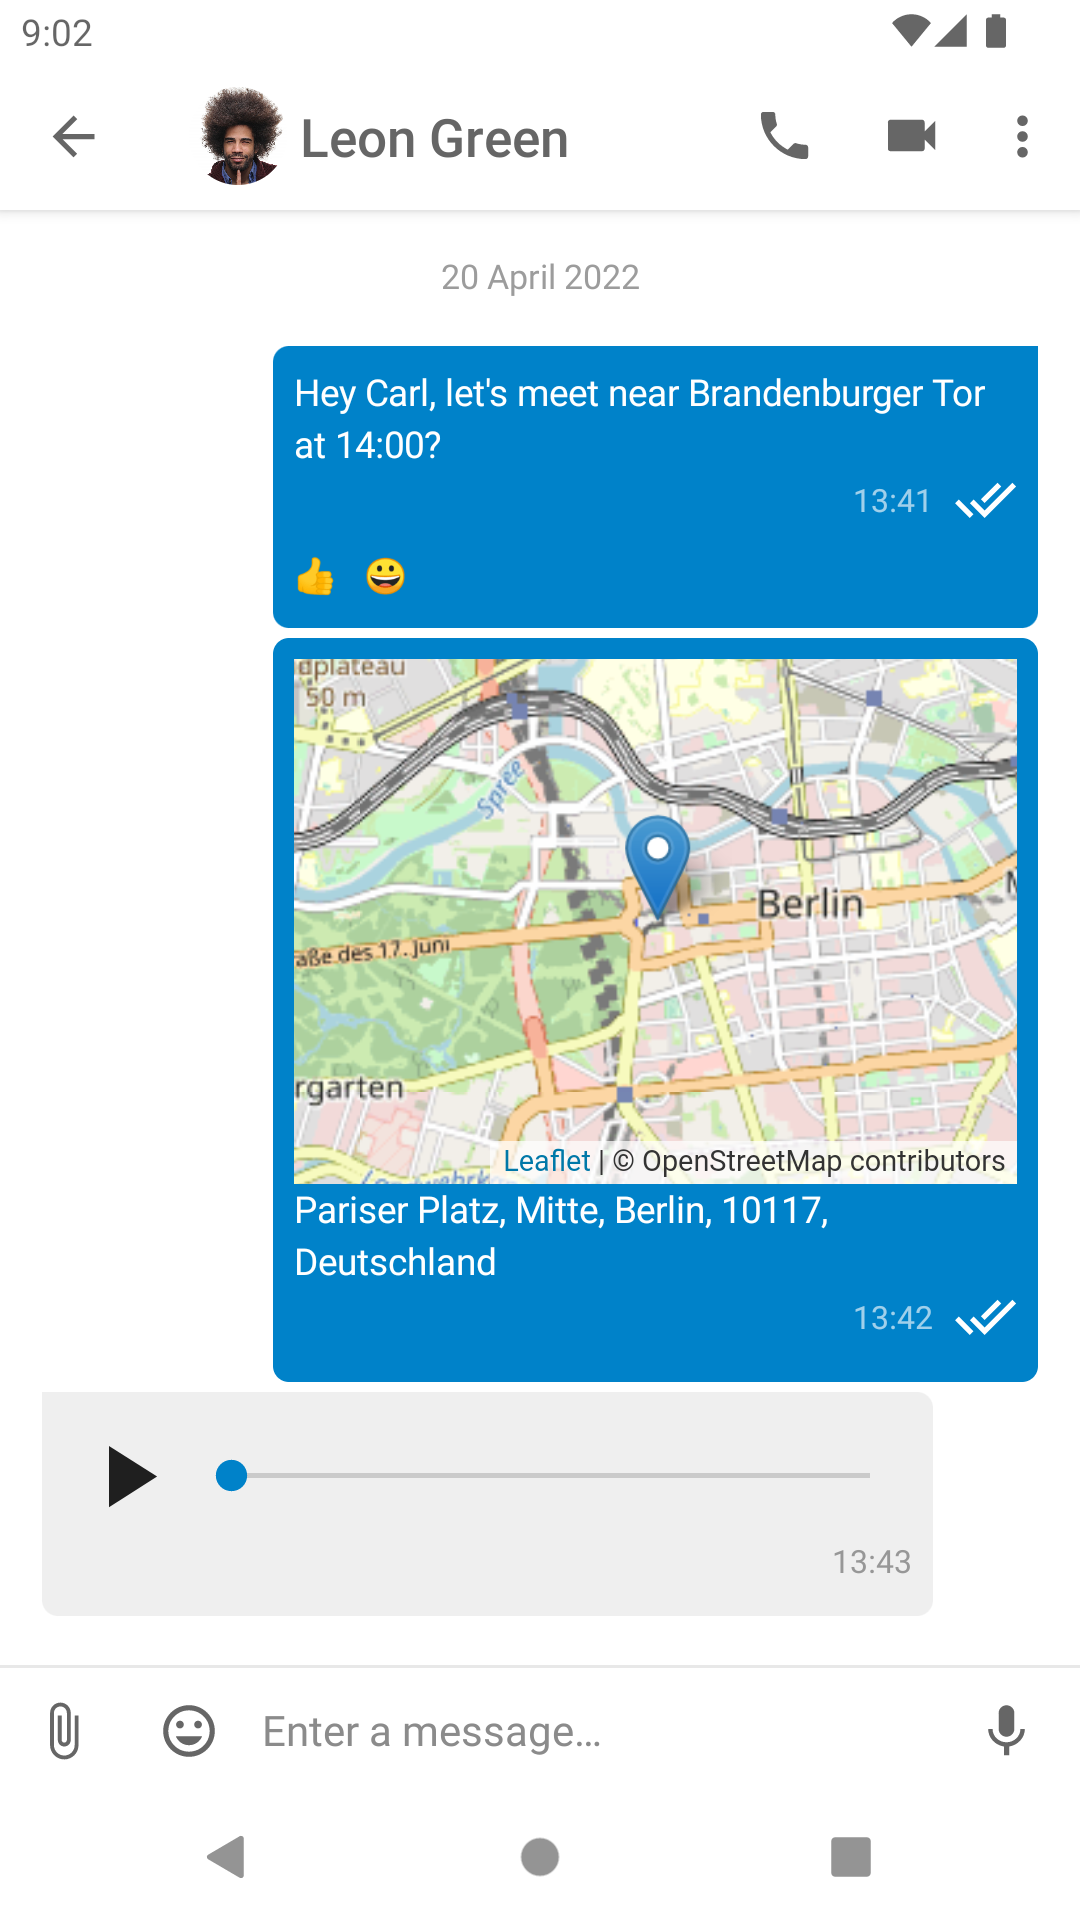 9:02
Leon Green
20 April 2022
Hey Carl, let's meet near Brandenburger Tor
at 14:00?
13:41
👍 😀
dplateau
50 m
Spree
Berlin
aße des 17. Juni
rgarten
Leaflet | © OpenStreetMap contributors
Pariser Platz, Mitte, Berlin, 10117,
Deutschland
13:42
13:43
Enter a message…